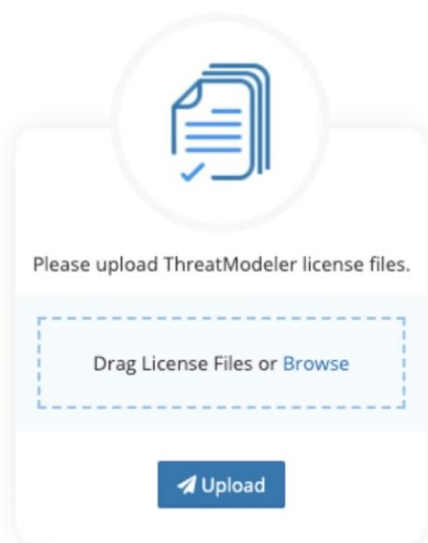 Please upload ThreatModeler license files.
Drag License Files or Browse
Upload